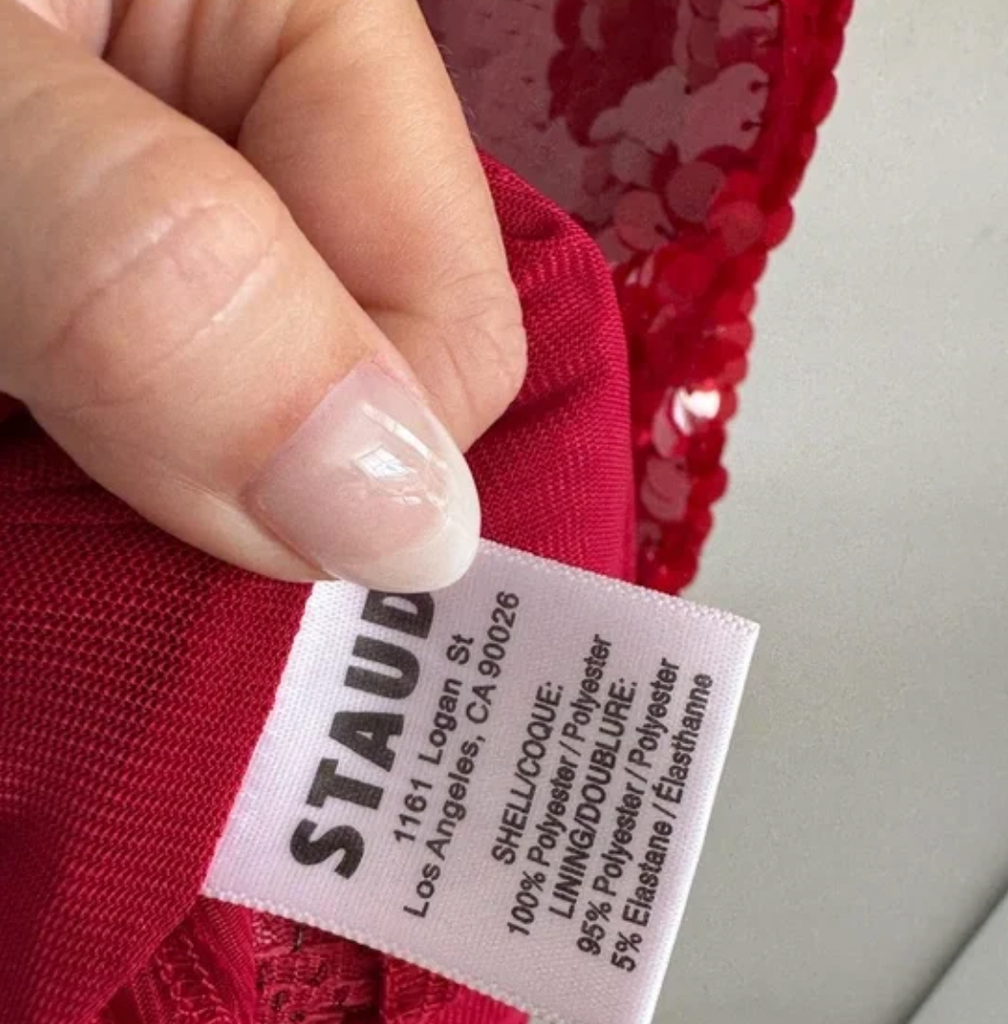 STAUD
1161 Logan St
Los Angeles, CA 90026
SHELL/COQUE:
100% Polyester / Polyester
LINING/DOUBLURE:
95% Polyester / Polyester
5% Elastane / Élasthanne